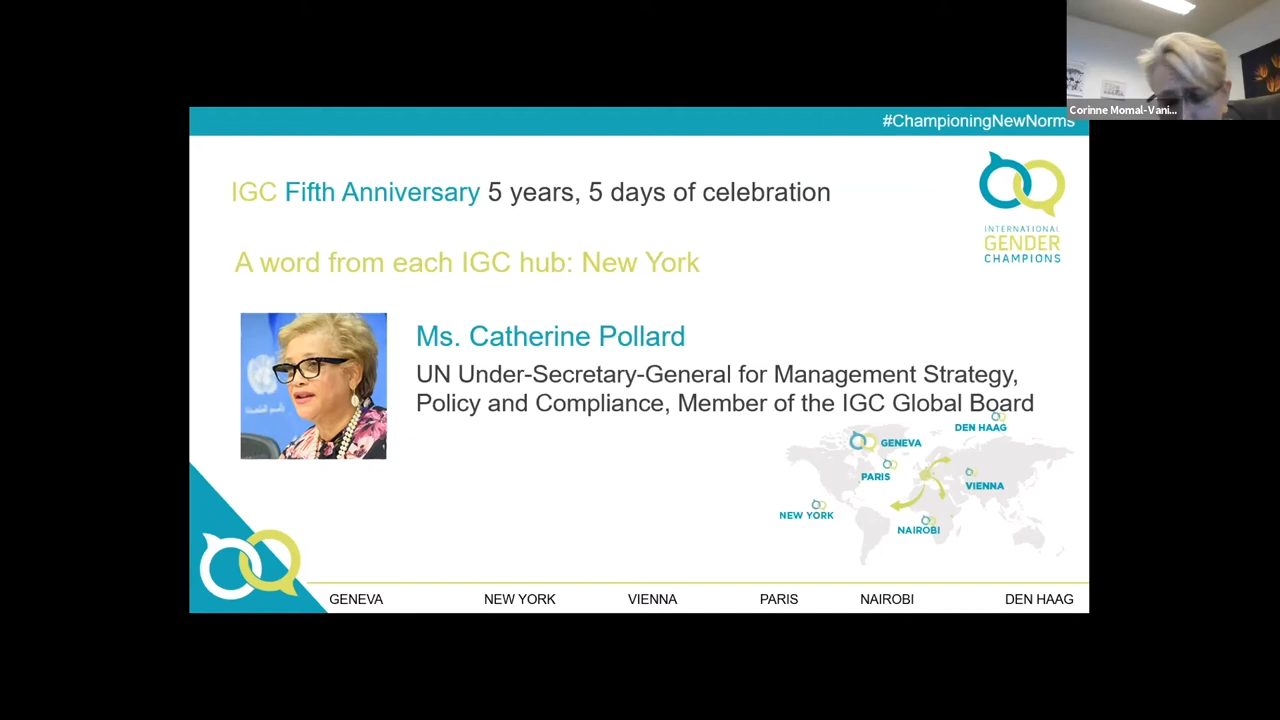 Corinne Momal-Vani...
#ChampioningNewNorms
IGC Fifth Anniversary 5 years, 5 days of celebration
INTERNATIONAL
GENDER
CHAMPIONS
A word from each IGC hub: New York
Ms. Catherine Pollard
UN Under-Secretary-General for Management Strategy,
Policy and Compliance, Member of the IGC Global Board
DEN HAAG
GENEVA
PARIS
VIENNA
NEW YORK
NAIROBI
GENEVA NEW YORK VIENNA PARIS NAIROBI DEN HAAG